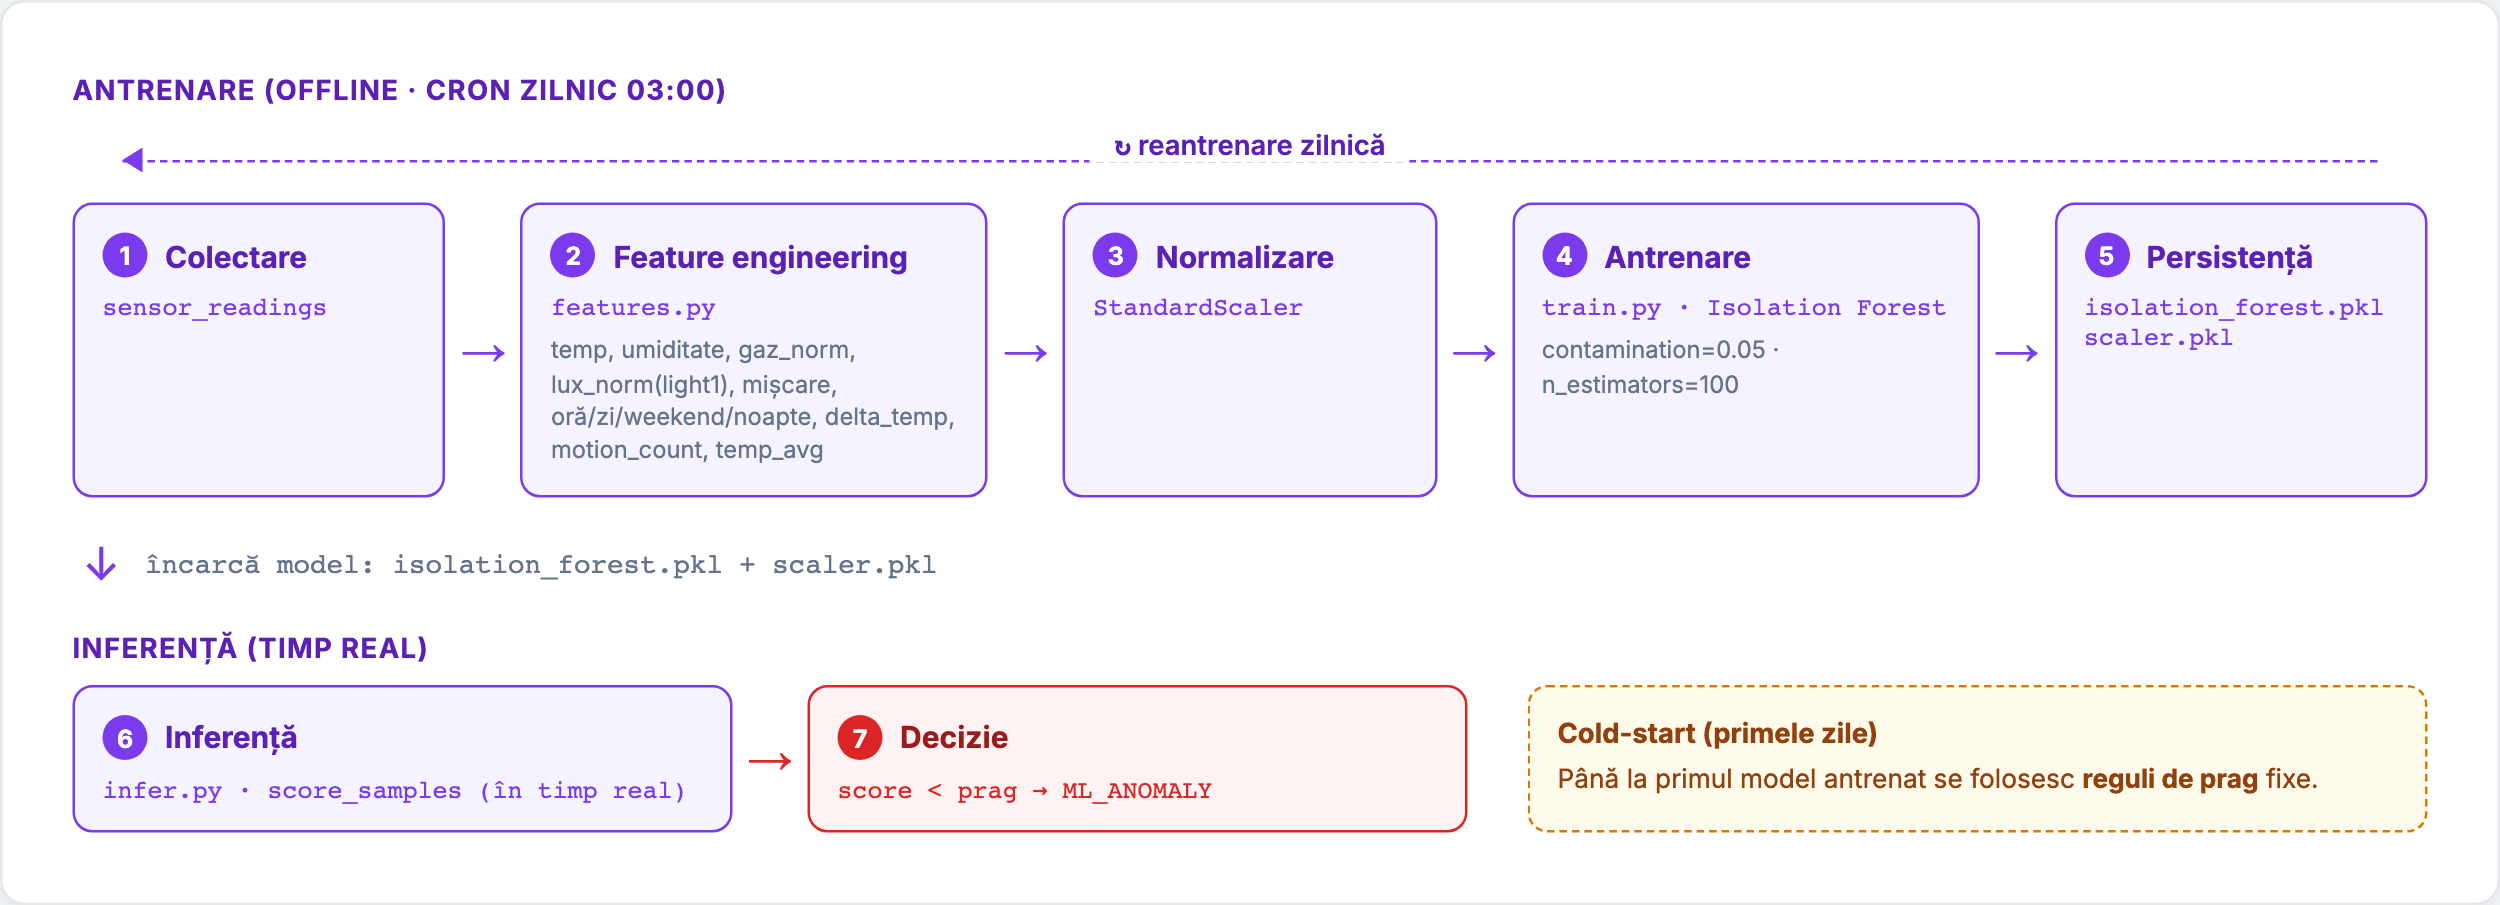 ANTRENARE (OFFLINE · CRON ZILNIC 03:00)
↻ reantrenare zilnică
1 Colectare
sensor_readings
2 Feature engineering
features.py
temp, umiditate, gaz_norm,
lux_norm(light1), mișcare,
oră/zi/weekend/noapte, delta_temp,
motion_count, temp_avg
3 Normalizare
StandardScaler
4 Antrenare
train.py · Isolation Forest
contamination=0.05 ·
n_estimators=100
5 Persistență
isolation_forest.pkl
scaler.pkl
încarcă model: isolation_forest.pkl + scaler.pkl
INFERENȚĂ (TIMP REAL)
6 Inferență
infer.py · score_samples (în timp real)
7 Decizie
score < prag → ML_ANOMALY
Cold-start (primele zile)
Până la primul model antrenat se folosesc reguli de prag fixe.